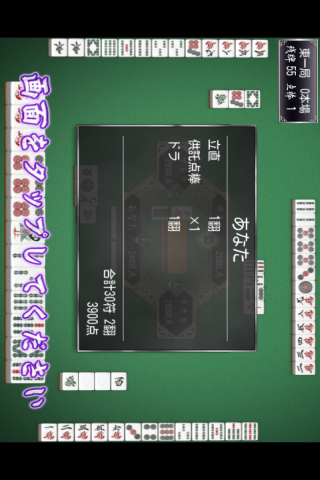 東一局 0本場
残牌 55 支棒 1
あなた
立直 1翻
供託点棒 ×1
ドラ 1翻
合計30符 2翻
3900点
画面をタップしてください